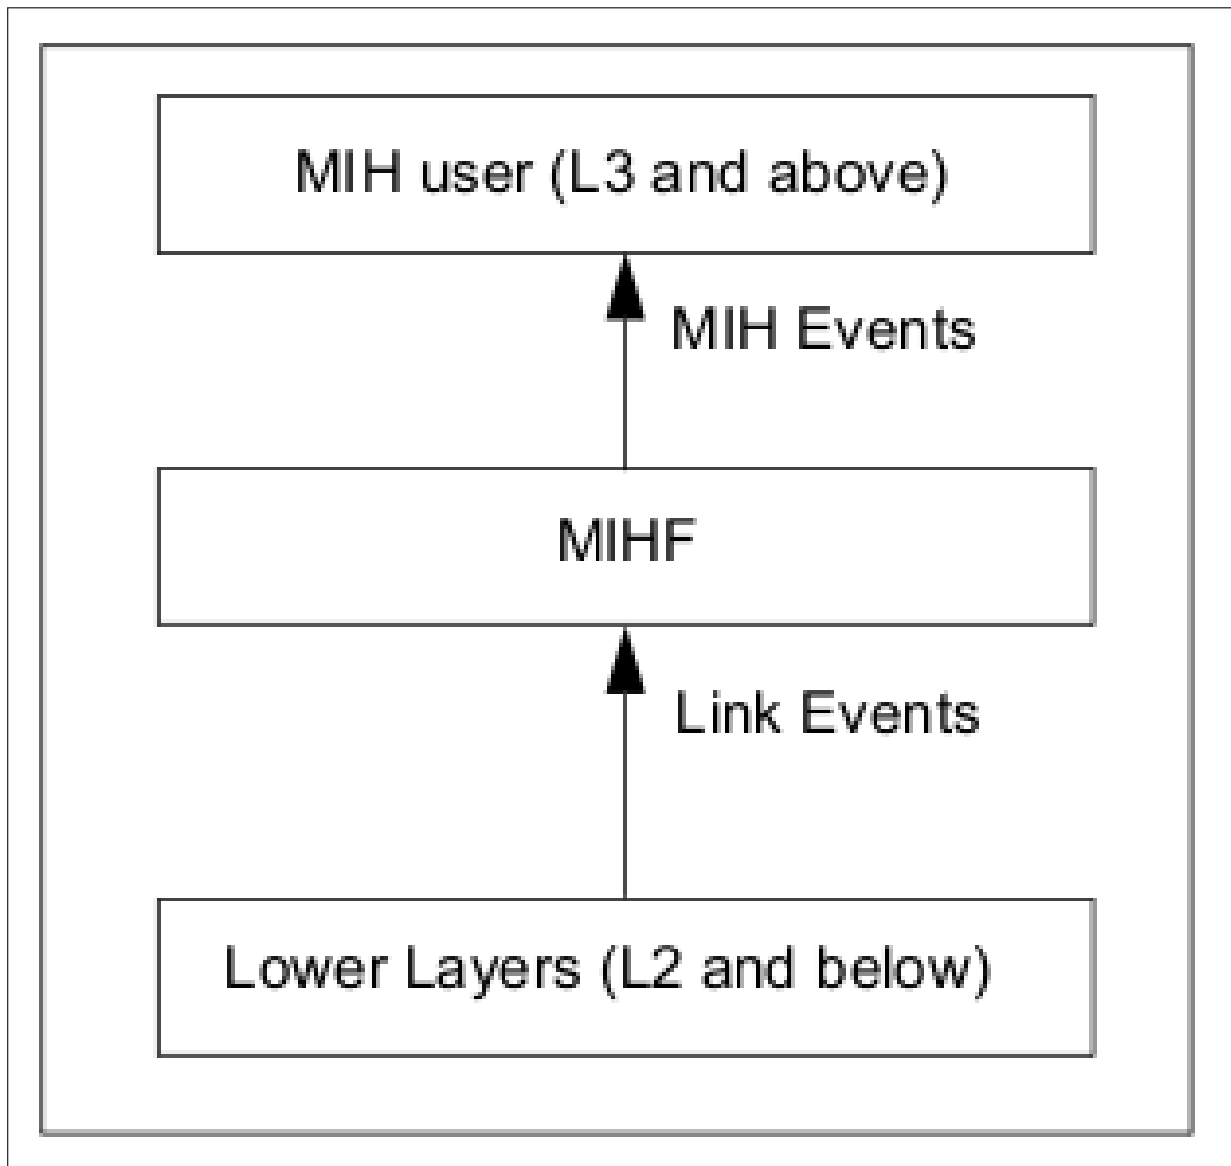 MIH user (L3 and above)
MIH Events
MIHF
Link Events
Lower Layers (L2 and below)